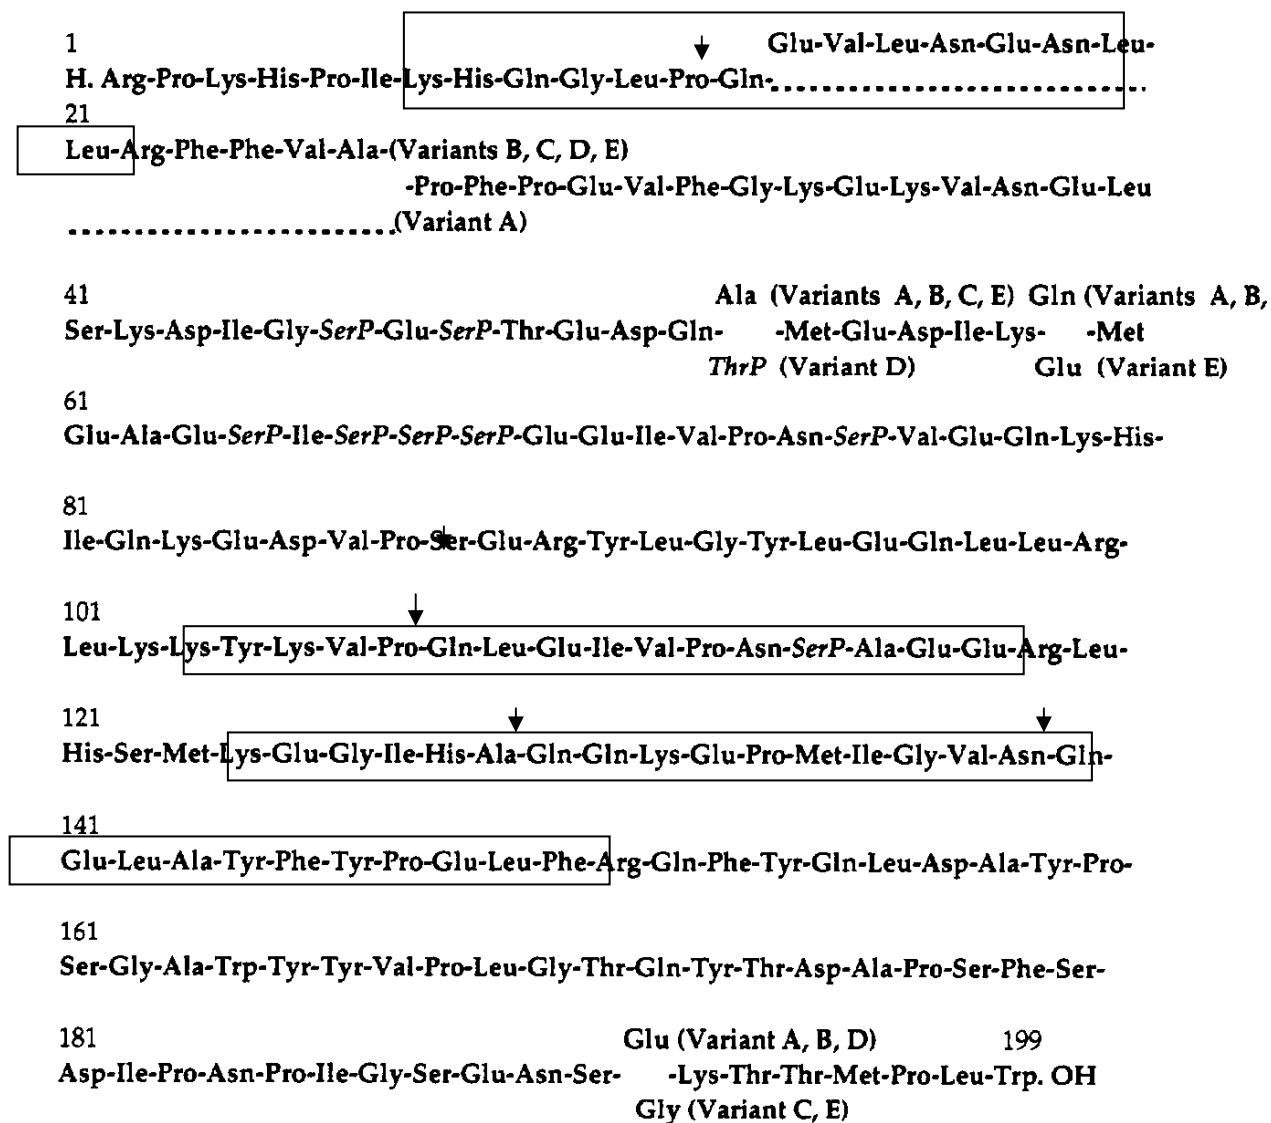 1
Glu-Val-Leu-Asn-Glu-Asn-Leu-
H. Arg-Pro-Lys-His-Pro-Ile-Lys-His-Gln-Gly-Leu-Pro-Gln-
21
Leu-Arg-Phe-Phe-Val-Ala-(Variants B, C, D, E)
-Pro-Phe-Pro-Glu-Val-Phe-Gly-Lys-Glu-Lys-Val-Asn-Glu-Leu
(Variant A)
41
Ala (Variants A, B, C, E) Gln (Variants A, B,
Ser-Lys-Asp-Ile-Gly-SerP-Glu-SerP-Thr-Glu-Asp-Gln- -Met-Glu-Asp-Ile-Lys- -Met
ThrP (Variant D) Glu (Variant E)
61
Glu-Ala-Glu-SerP-Ile-SerP-SerP-SerP-Glu-Glu-Ile-Val-Pro-Asn-SerP-Val-Glu-Gln-Lys-His-
81
Ile-Gln-Lys-Glu-Asp-Val-Pro-Ser-Glu-Arg-Tyr-Leu-Gly-Tyr-Leu-Glu-Gln-Leu-Leu-Arg-
101
Leu-Lys-Lys-Tyr-Lys-Val-Pro-Gln-Leu-Glu-Ile-Val-Pro-Asn-SerP-Ala-Glu-Glu-Arg-Leu-
121
His-Ser-Met-Lys-Glu-Gly-Ile-His-Ala-Gln-Gln-Lys-Glu-Pro-Met-Ile-Gly-Val-Asn-Gln-
141
Glu-Leu-Ala-Tyr-Phe-Tyr-Pro-Glu-Leu-Phe-Arg-Gln-Phe-Tyr-Gln-Leu-Asp-Ala-Tyr-Pro-
161
Ser-Gly-Ala-Trp-Tyr-Tyr-Val-Pro-Leu-Gly-Thr-Gln-Tyr-Thr-Asp-Ala-Pro-Ser-Phe-Ser-
181 Glu (Variant A, B, D) 199
Asp-Ile-Pro-Asn-Pro-Ile-Gly-Ser-Glu-Asn-Ser- -Lys-Thr-Thr-Met-Pro-Leu-Trp. OH
Gly (Variant C, E)